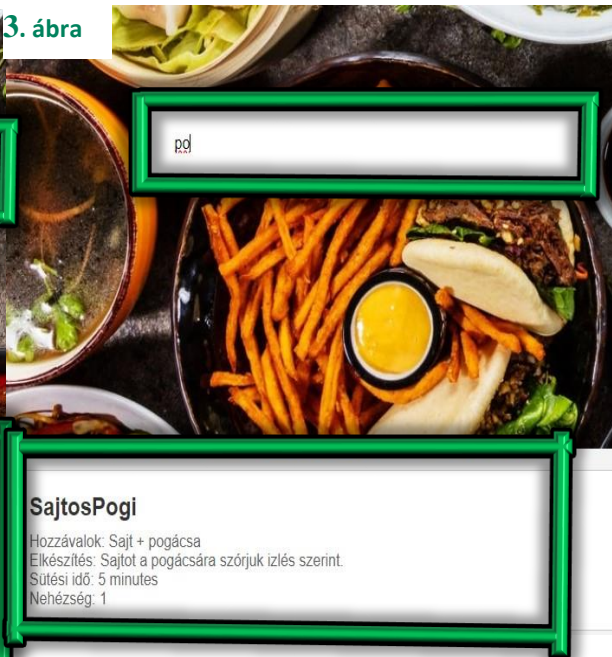 3. ábra
po
SajtosPogi
Hozzávalok: Sajt + pogácsa
Elkészítés: Sajtot a pogácsára szórjuk izlés szerint.
Sütési idő: 5 minutes
Nehézség: 1